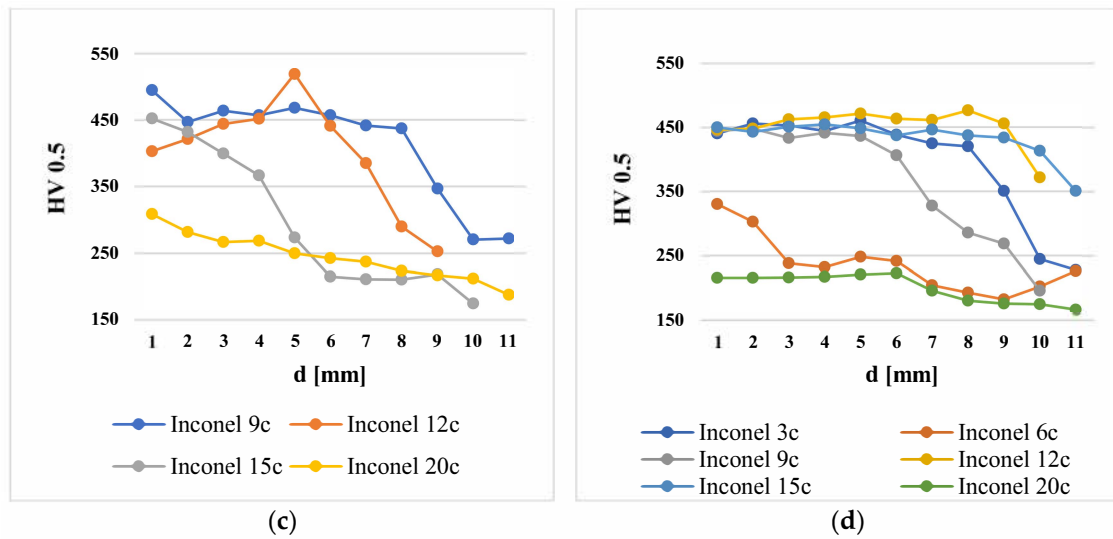 550
450
350
250
150
HV 0.5
1 2 3 4 5 6 7 8 9 10 11
d [mm]
Inconel 9c Inconel 12c
Inconel 15c Inconel 20c
(c)
550
450
350
250
150
HV 0.5
1 2 3 4 5 6 7 8 9 10 11
d [mm]
Inconel 3c Inconel 6c
Inconel 9c Inconel 12c
Inconel 15c Inconel 20c
(d)